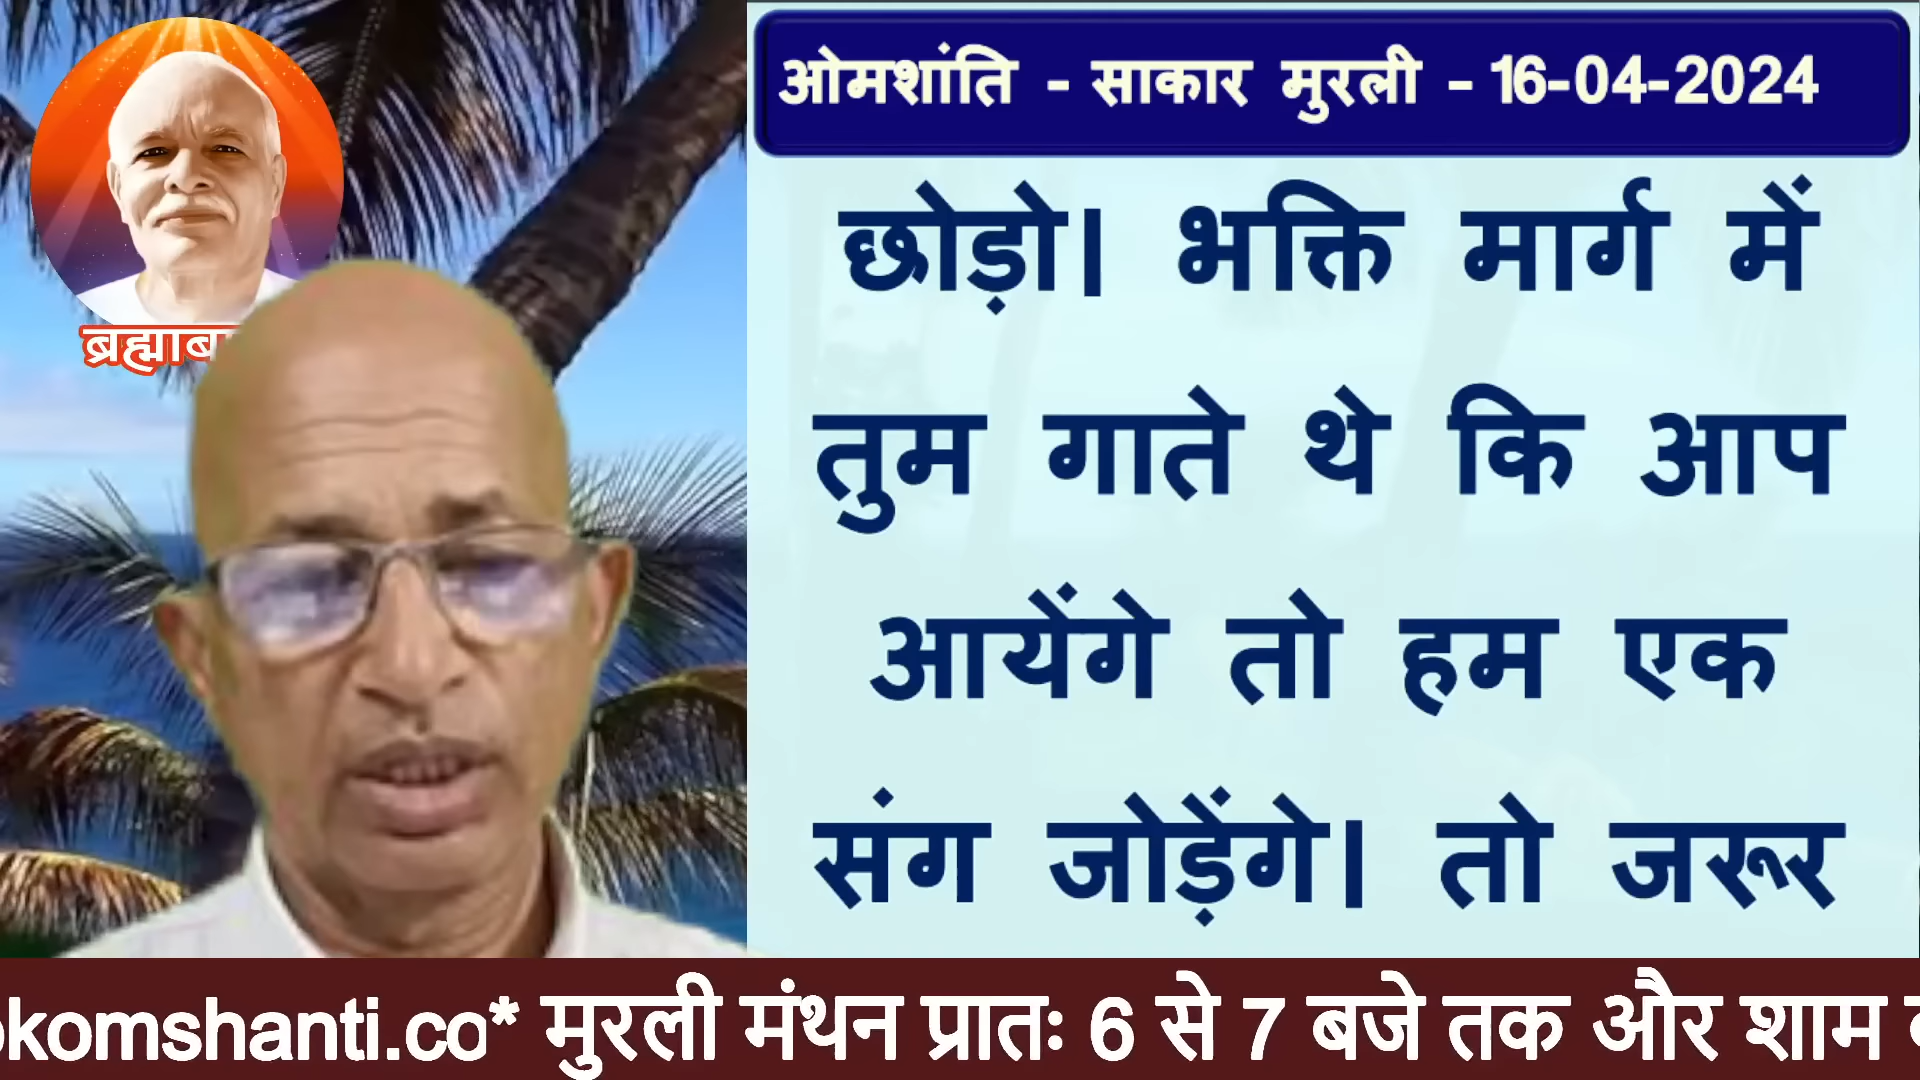 ओमशांति - साकार मुरली - 16-04-2024
छोड़ो। भक्ति मार्ग में
तुम गाते थे कि आप
आयेंगे तो हम एक
संग जोड़ेंगे। तो जरूर
komshanti.co* मुरली मंथन प्रातः 6 से 7 बजे तक और शाम